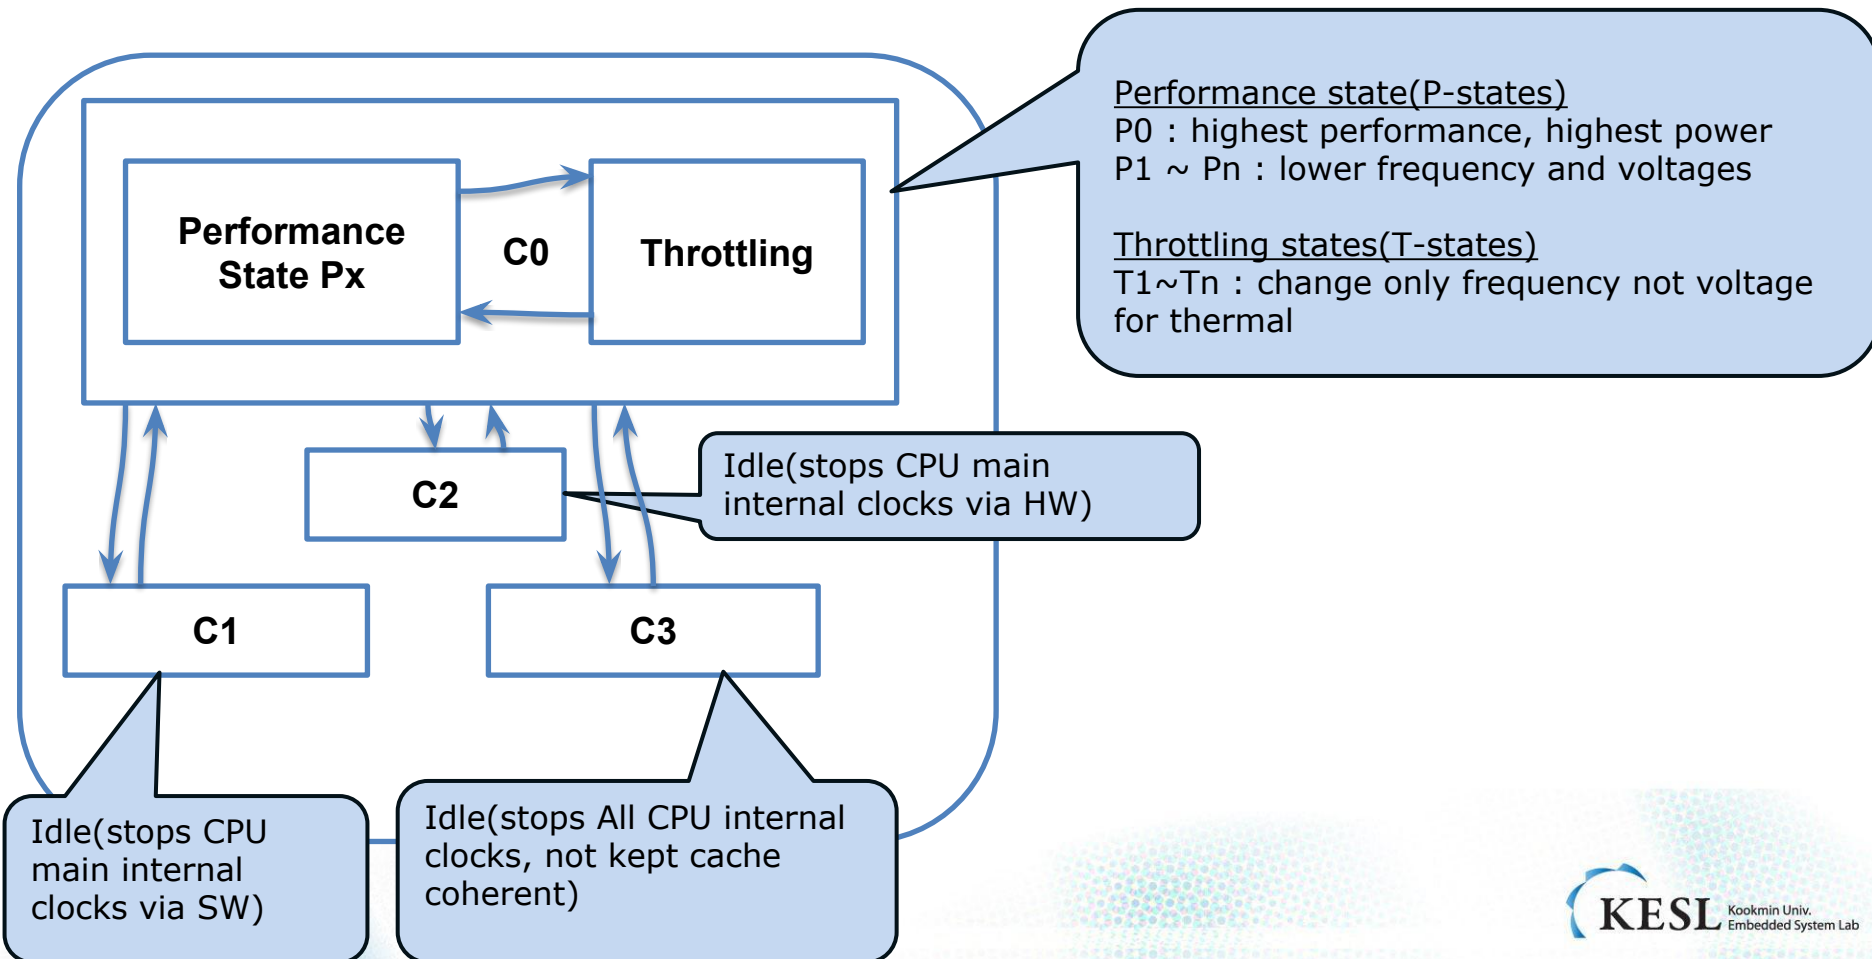 Performance state(P-states)
P0 : highest performance, highest power
P1 ~ Pn : lower frequency and voltages
Throttling states(T-states)
T1~Tn : change only frequency not voltage
for thermal
Performance
State Px
C0
Throttling
C2
Idle(stops CPU main
internal clocks via HW)
C1
C3
Idle(stops CPU
main internal
clocks via SW)
Idle(stops All CPU internal
clocks, not kept cache
coherent)
KESL
Kookmin Univ.
Embedded System Lab